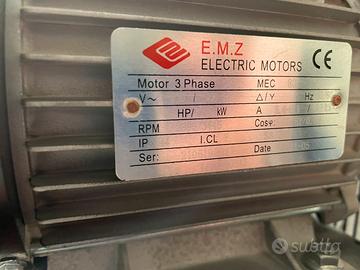 E.M.Z
ELECTRIC MOTORS CE
Motor 3 Phase MEC
V~ / △/Y Hz
HP/ kW A
RPM Cosφ:
IP I.CL
Ser: Date
subito